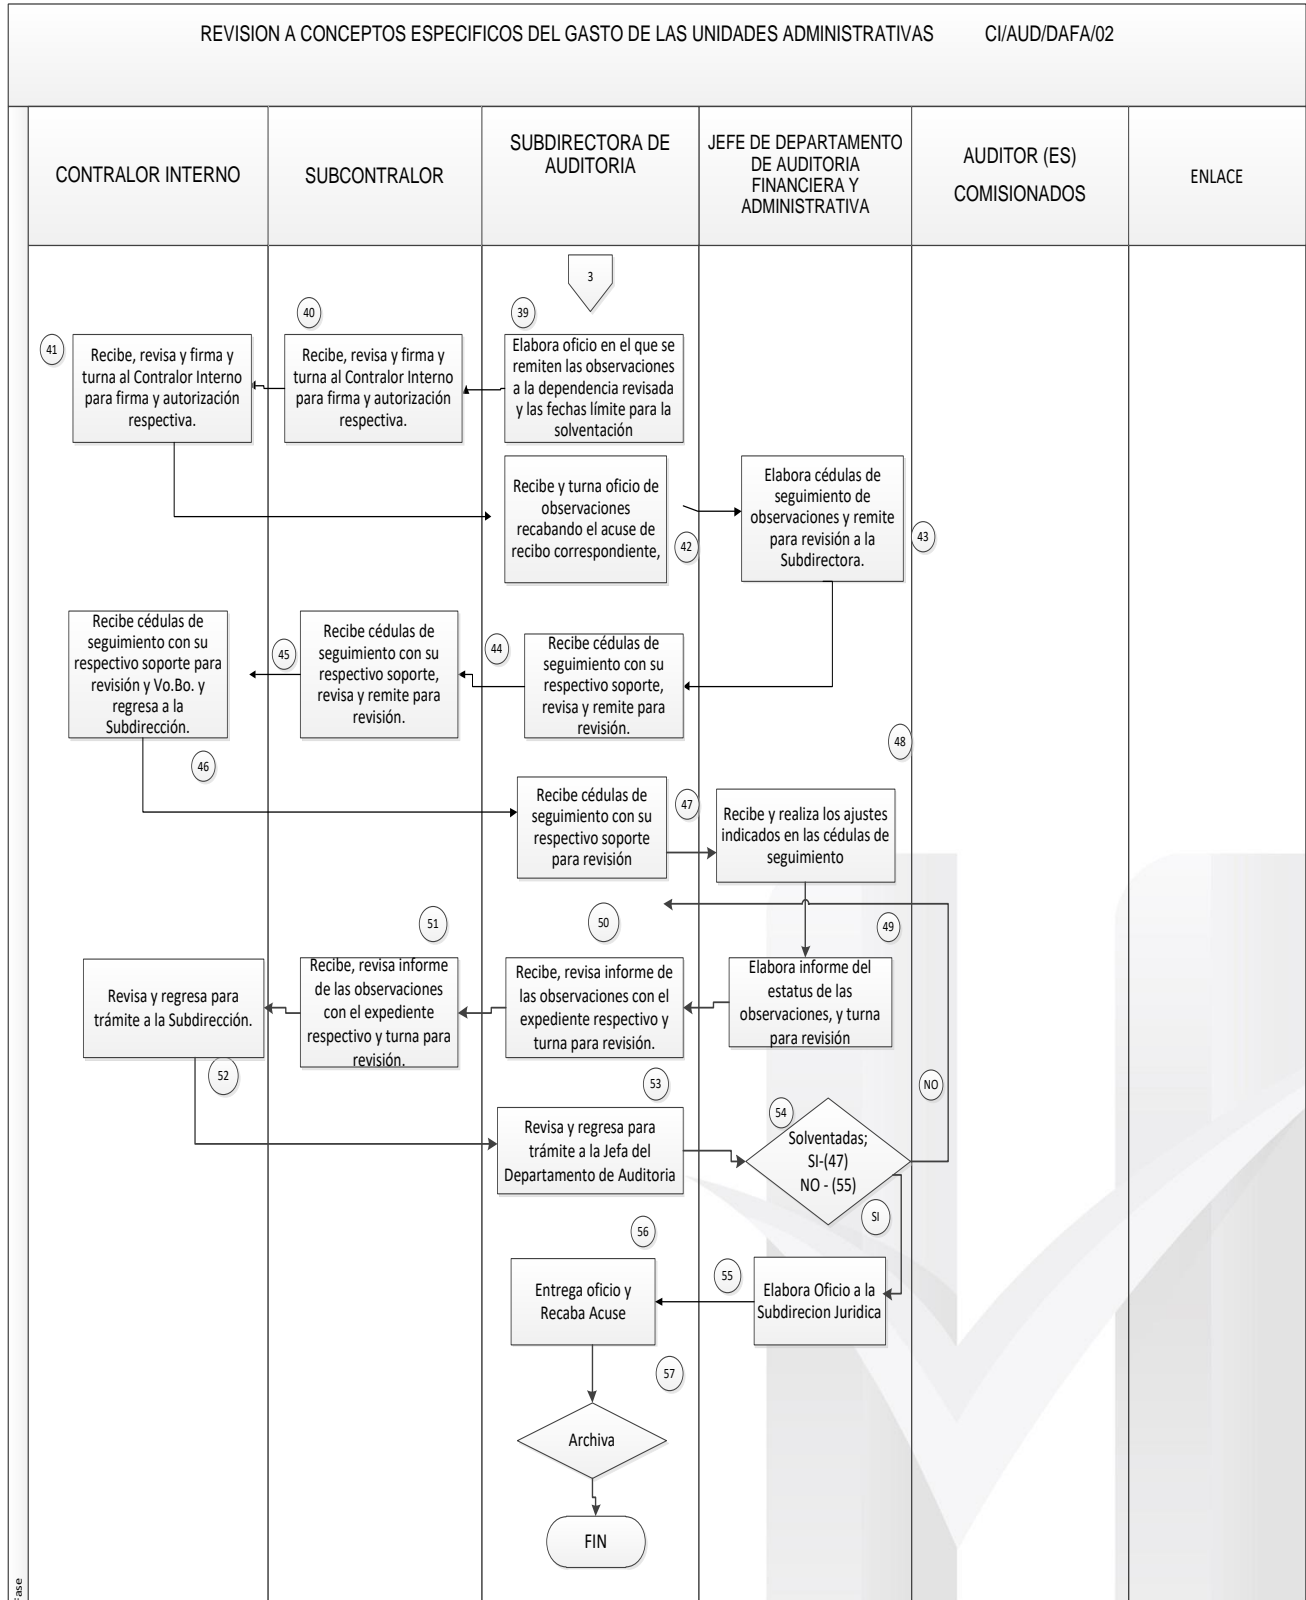 REVISION A CONCEPTOS ESPECIFICOS DEL GASTO DE LAS UNIDADES ADMINISTRATIVAS CI/AUD/DAFA/02
CONTRALOR INTERNO
SUBCONTRALOR
SUBDIRECTORA DE
AUDITORIA
JEFE DE DEPARTAMENTO
DE AUDITORIA
FINANCIERA Y
ADMINISTRATIVA
AUDITOR (ES)
COMISIONADOS
ENLACE
3
39
Elabora oficio en el que se
remiten las observaciones
a la dependencia revisada
y las fechas límite para la
solventación
40
Recibe, revisa y firma y
turna al Contralor Interno
para firma y autorización
respectiva.
41
Recibe, revisa y firma y
turna al Contralor Interno
para firma y autorización
respectiva.
Recibe y turna oficio de
observaciones
recabando el acuse de
recibo correspondiente,
42
Elabora cédulas de
seguimiento de
observaciones y remite
para revisión a la
Subdirectora.
43
Recibe cédulas de
seguimiento con su
respectivo soporte,
revisa y remite para
revisión.
44
Recibe cédulas de
seguimiento con su
respectivo soporte,
revisa y remite para
revisión.
45
Recibe cédulas de
seguimiento con su
respectivo soporte para
revisión y Vo.Bo. y
regresa a la
Subdirección.
46
Recibe cédulas de
seguimiento con su
respectivo soporte
para revisión
47
48
Recibe y realiza los ajustes
indicados en las cédulas de
seguimiento
49
Elabora informe del
estatus de las
observaciones, y turna
para revisión
50
Recibe, revisa informe de
las observaciones con el
expediente respectivo y
turna para revisión.
51
Recibe, revisa informe
de las observaciones
con el expediente
respectivo y turna para
revisión.
Revisa y regresa para
trámite a la Subdirección.
52
53
Revisa y regresa para
trámite a la Jefa del
Departamento de Auditoria
54
Solventadas;
SI-(47)
NO - (55)
NO
SI
55
Elabora Oficio a la
Subdirecion Juridica
56
Entrega oficio y
Recaba Acuse
57
Archiva
FIN